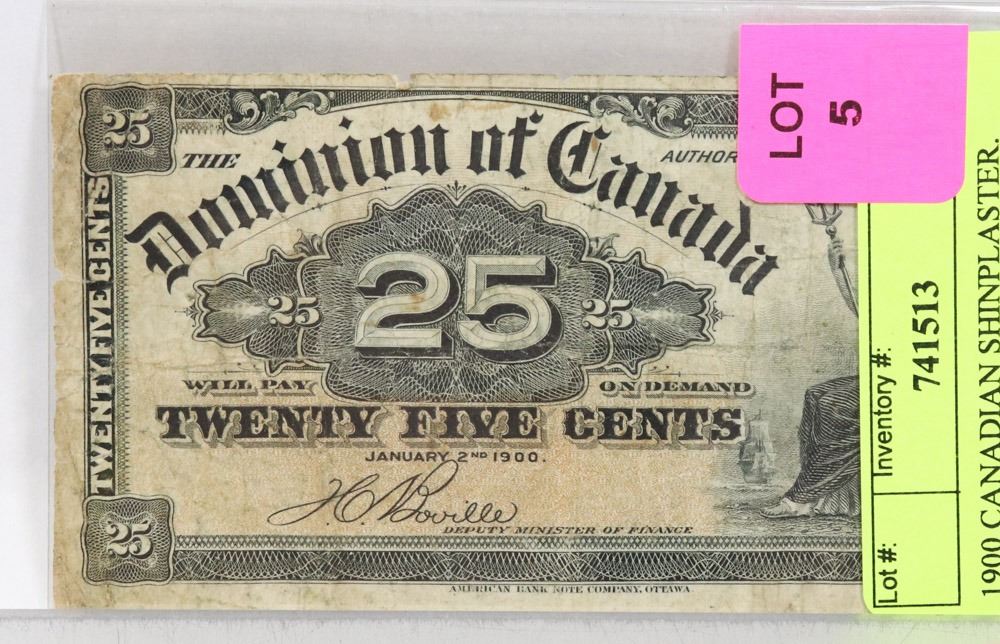 25
THE
AUTHOR
Dominion of Canada
25
25
25
WILL PAY
ON DEMAND
TWENTY FIVE CENTS
JANUARY 2ND 1900.
H.C. Boville
DEPUTY MINISTER OF FINANCE
25
AMERICAN BANK NOTE COMPANY, OTTAWA
TWENTY FIVE CENTS
LOT
5
Lot #:
Inventory #:
741513
1900 CANADIAN SHINPLASTER.